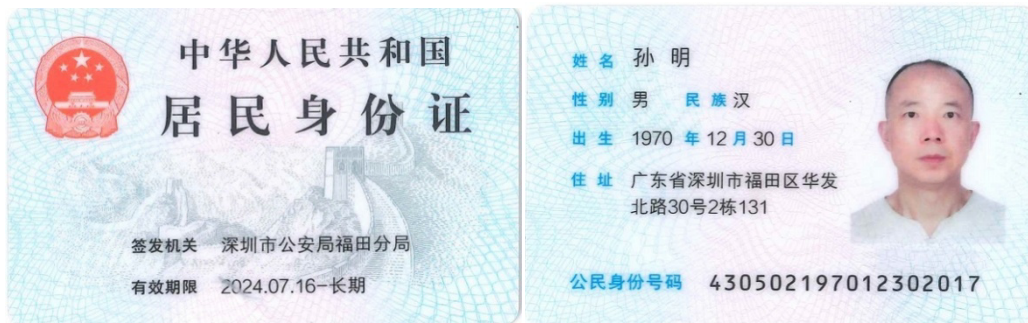 中华人民共和国
居民身份证
签发机关 深圳市公安局福田分局
有效期限 2024.07.16-长期
姓名 孙明
性别 男 民族 汉
出生 1970 年 12 月 30 日
住址 广东省深圳市福田区华发
北路30号2栋131
公民身份号码 430502197012302017